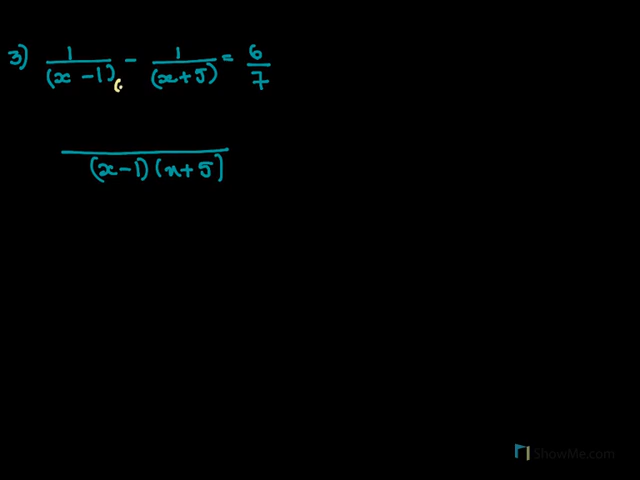 3) 1/(x - 1) - 1/(x + 5) = 6/7
(x - 1) (x + 5)
ShowMe.com